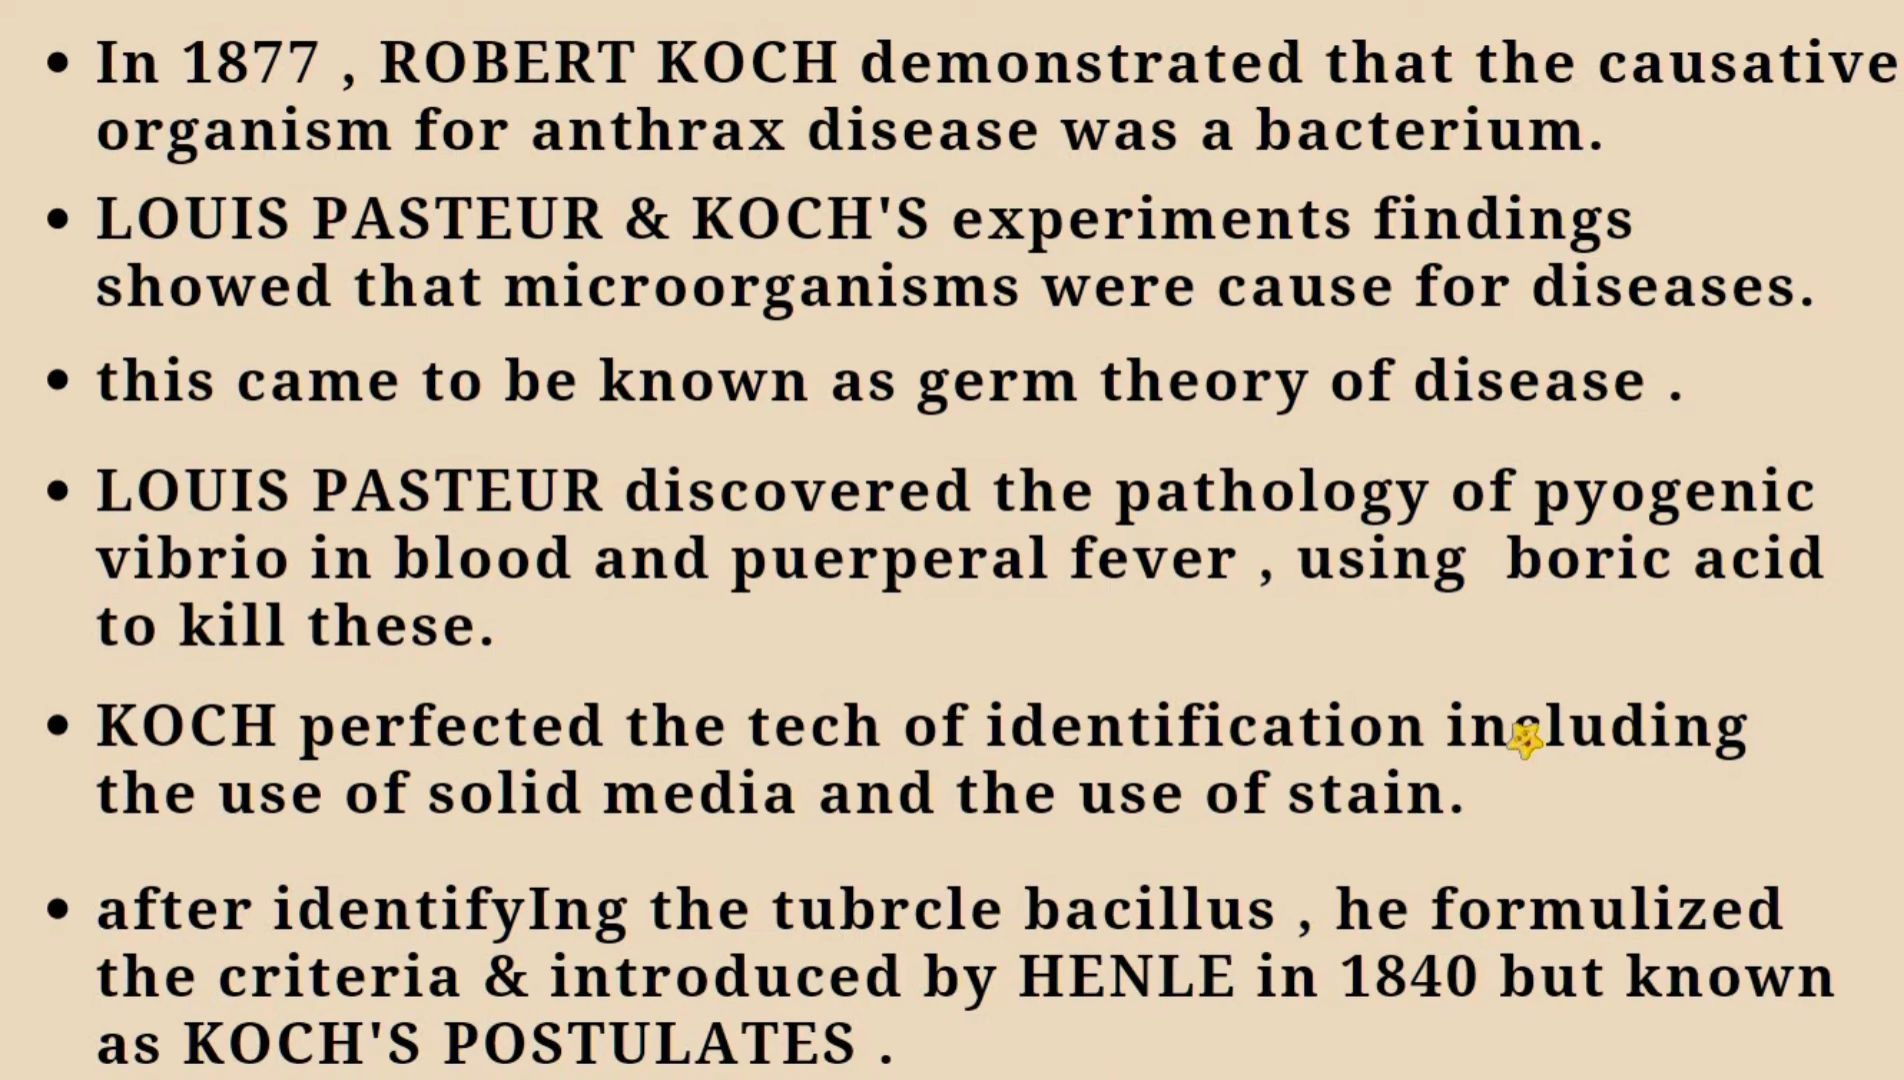 • In 1877 , ROBERT KOCH demonstrated that the causative
organism for anthrax disease was a bacterium.
• LOUIS PASTEUR & KOCH'S experiments findings
showed that microorganisms were cause for diseases.
• this came to be known as germ theory of disease .
• LOUIS PASTEUR discovered the pathology of pyogenic
vibrio in blood and puerperal fever , using boric acid
to kill these.
• KOCH perfected the tech of identification including
the use of solid media and the use of stain.
• after identifyIng the tubrcle bacillus , he formulized
the criteria & introduced by HENLE in 1840 but known
as KOCH'S POSTULATES .